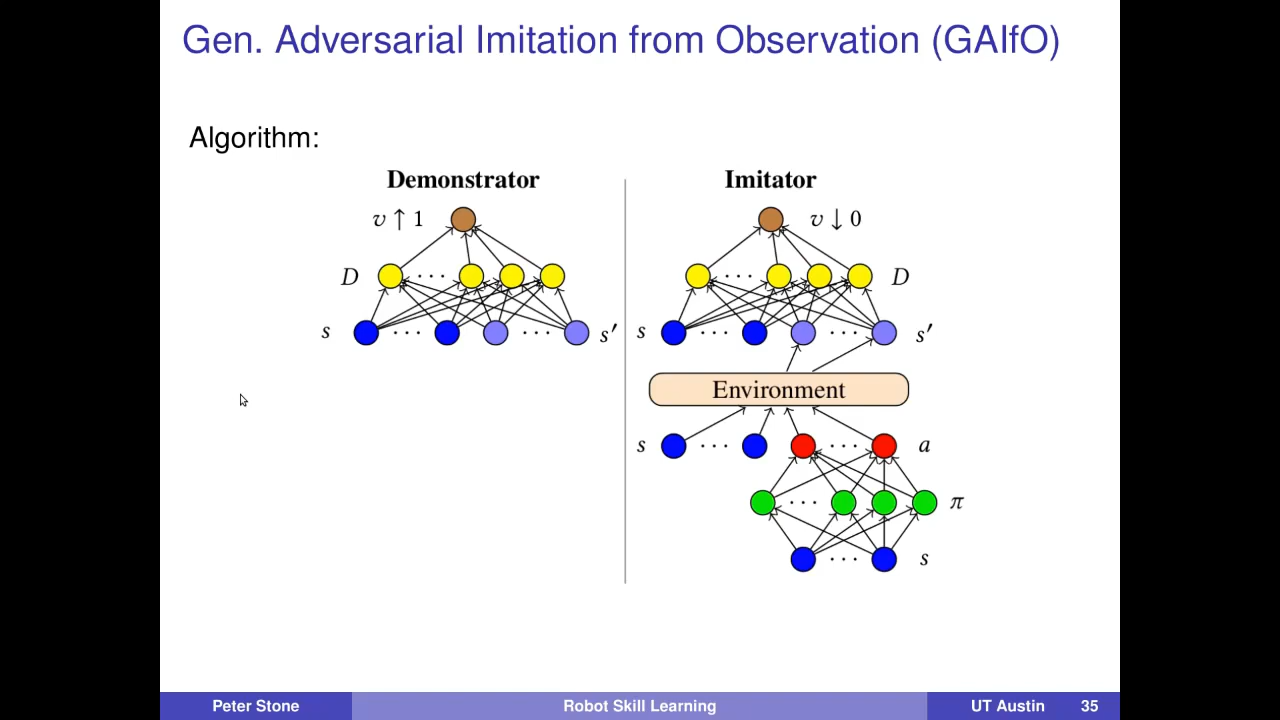 Gen. Adversarial Imitation from Observation (GAIfO)
Algorithm:
Demonstrator
Imitator
v ↑ 1
v ↓ 0
D
· · ·
· · ·
D
s
· · ·
· · ·
s′
s
· · ·
· · ·
s′
Environment
s
· · ·
· · ·
a
· · ·
π
· · ·
s
Peter Stone
Robot Skill Learning
UT Austin
35